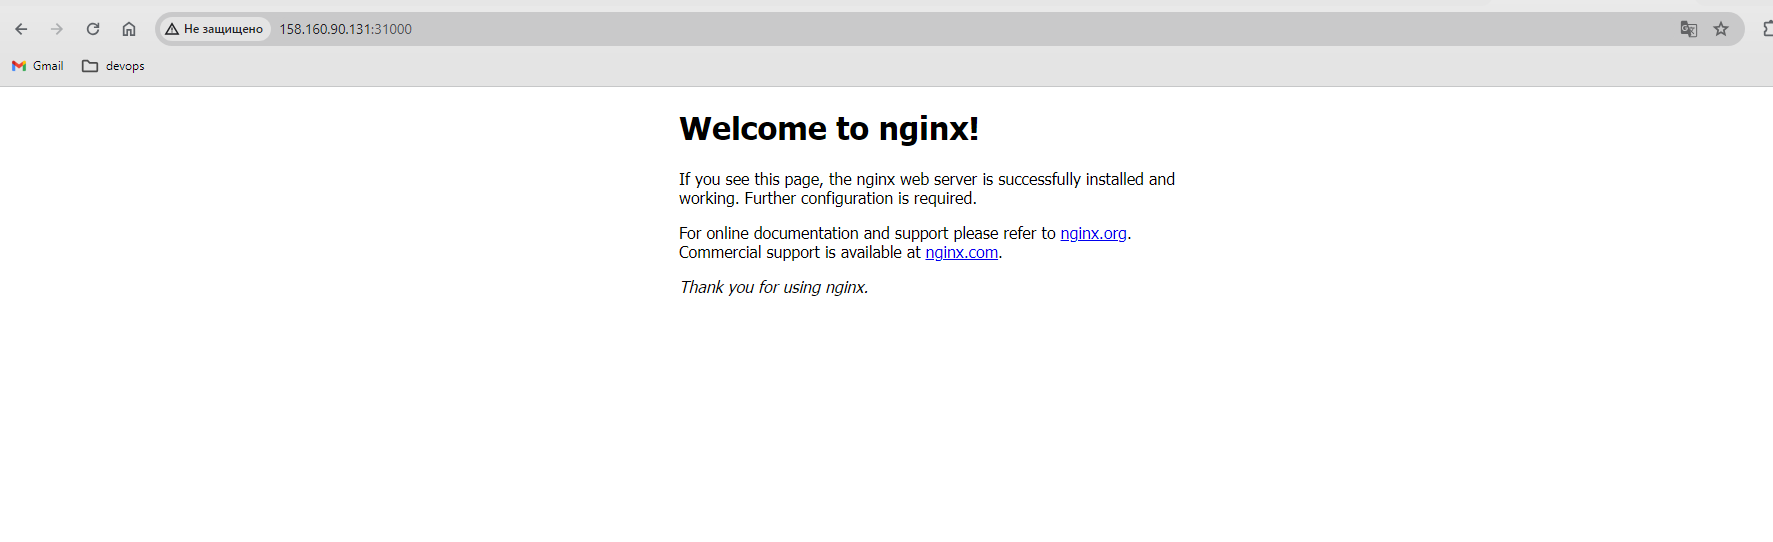 Не защищено 158.160.90.131:31000
Gmail devops
Welcome to nginx!
If you see this page, the nginx web server is successfully installed and
working. Further configuration is required.
For online documentation and support please refer to nginx.org.
Commercial support is available at nginx.com.
Thank you for using nginx.